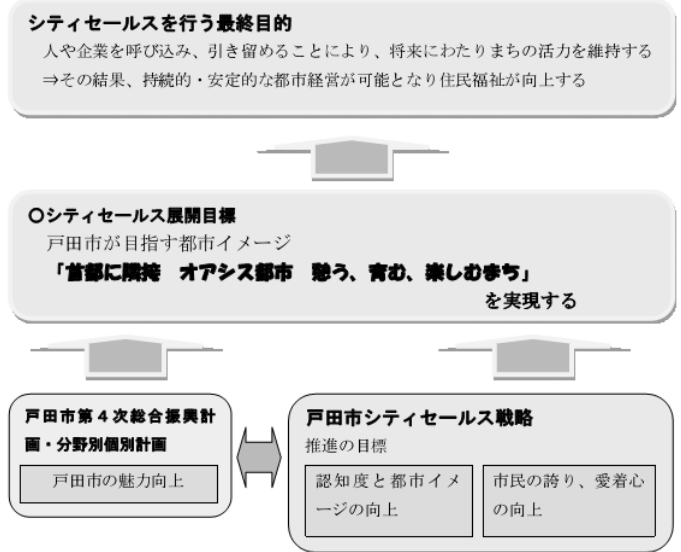 シティセールスを行う最終目的
人や企業を呼び込み、引き留めることにより、将来にわたりまちの活力を維持する
⇒その結果、持続的・安定的な都市経営が可能となり住民福祉が向上する
〇シティセールス展開目標
戸田市が目指す都市イメージ
「首都に隣接　オアシス都市　憩う、育む、楽しむまち」
を実現する
戸田市第４次総合振興計
画・分野別個別計画
戸田市の魅力向上
戸田市シティセールス戦略
推進の目標
認知度と都市イメ
ージの向上
市民の誇り、愛着心
の向上